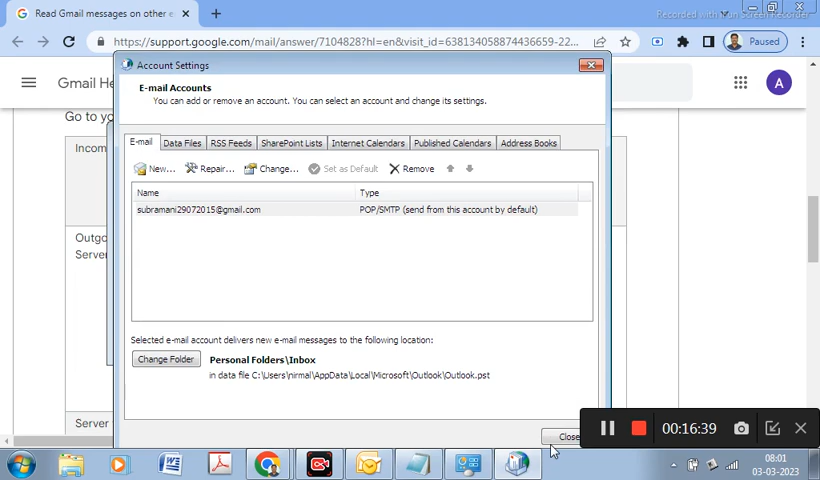 Read Gmail messages on other e
Recorded with Fun Screen Recorder
https://support.google.com/mail/answer/7104828?hl=en&visit_id=638134058874436659-22...
Paused
Gmail He
A
Go to yo
Account Settings
E-mail Accounts
You can add or remove an account. You can select an account and change its settings.
E-mail Data Files RSS Feeds SharePoint Lists Internet Calendars Published Calendars Address Books
New... Repair... Change... Set as Default Remove
Incom
Name Type
subramani29072015@gmail.com POP/SMTP (send from this account by default)
Outgo
Server
Selected e-mail account delivers new e-mail messages to the following location:
Change Folder Personal Folders\Inbox
in data file C:\Users\nirmal\AppData\Local\Microsoft\Outlook\Outlook.pst
Server
Close
00:16:39
08:01
03-03-2023